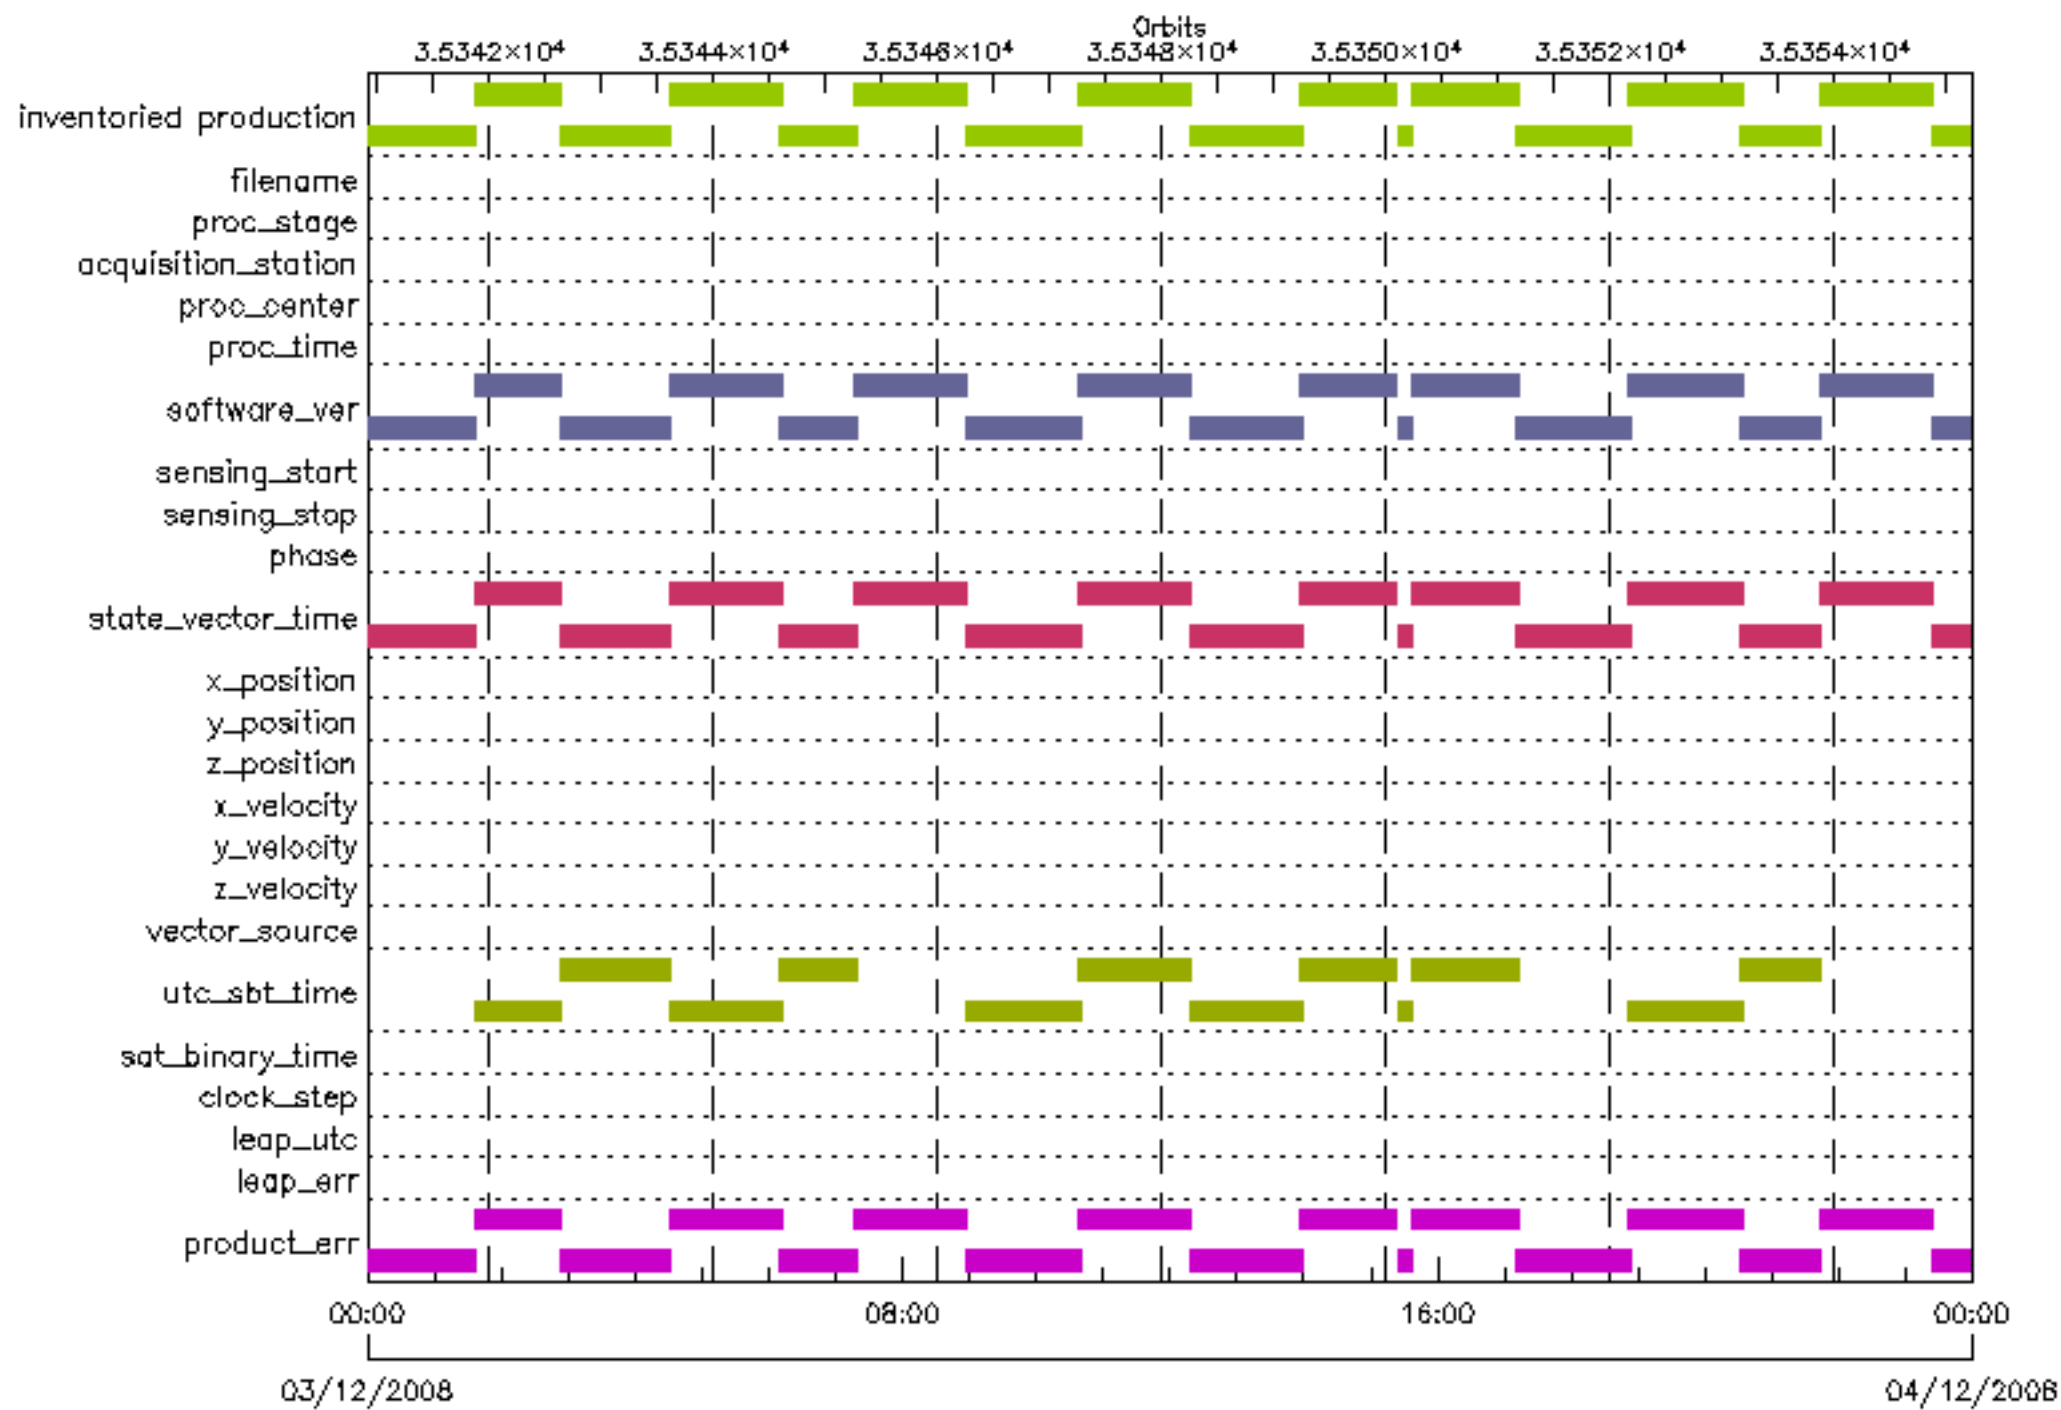 Orbits
3.5342×10⁴ 3.5344×10⁴ 3.5346×10⁴ 3.5348×10⁴ 3.5350×10⁴ 3.5352×10⁴ 3.5354×10⁴
inventoried production
filename
proc_stage
acquisition_station
proc_center
proc_time
software_ver
sensing_start
sensing_stop
phase
state_vector_time
x_position
y_position
z_position
x_velocity
y_velocity
z_velocity
vector_source
utc_sbt_time
sat_binary_time
clock_step
leap_utc
leap_err
product_err
00:00 08:00 16:00 00:00
03/12/2008 04/12/2008